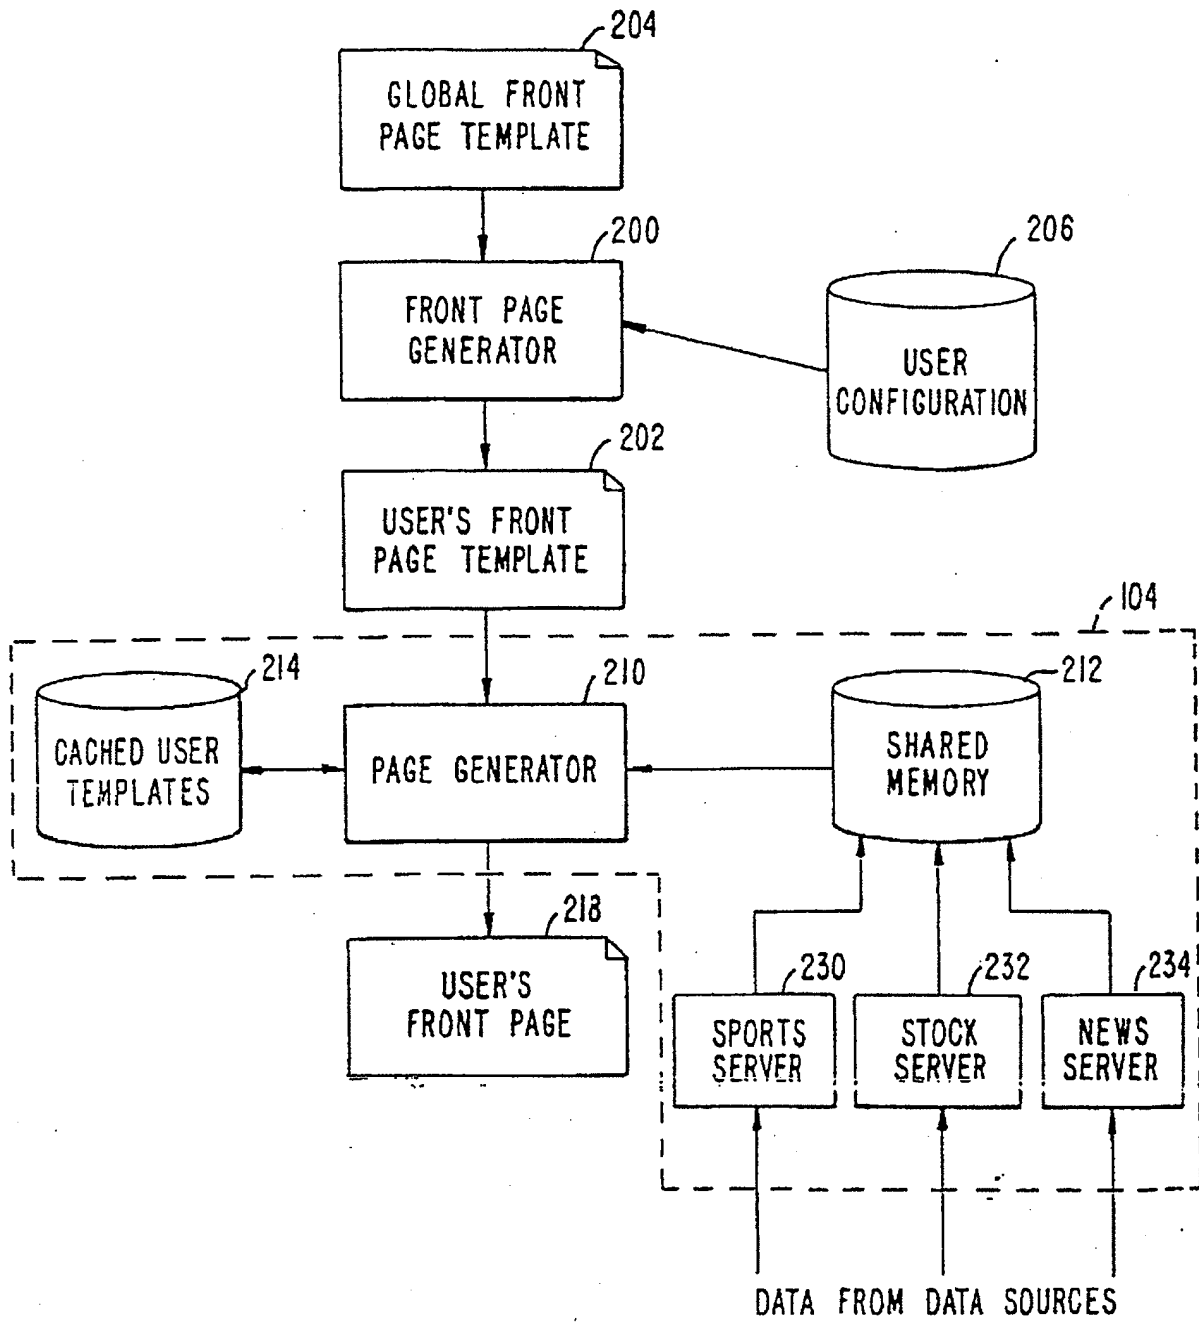 204
GLOBAL FRONT
PAGE TEMPLATE
200
206
FRONT PAGE
GENERATOR
USER
CONFIGURATION
202
USER'S FRONT
PAGE TEMPLATE
104
214
210
212
CACHED USER
TEMPLATES
PAGE GENERATOR
SHARED
MEMORY
218
USER'S
FRONT PAGE
230
232
234
SPORTS
SERVER
STOCK
SERVER
NEWS
SERVER
DATA FROM DATA SOURCES